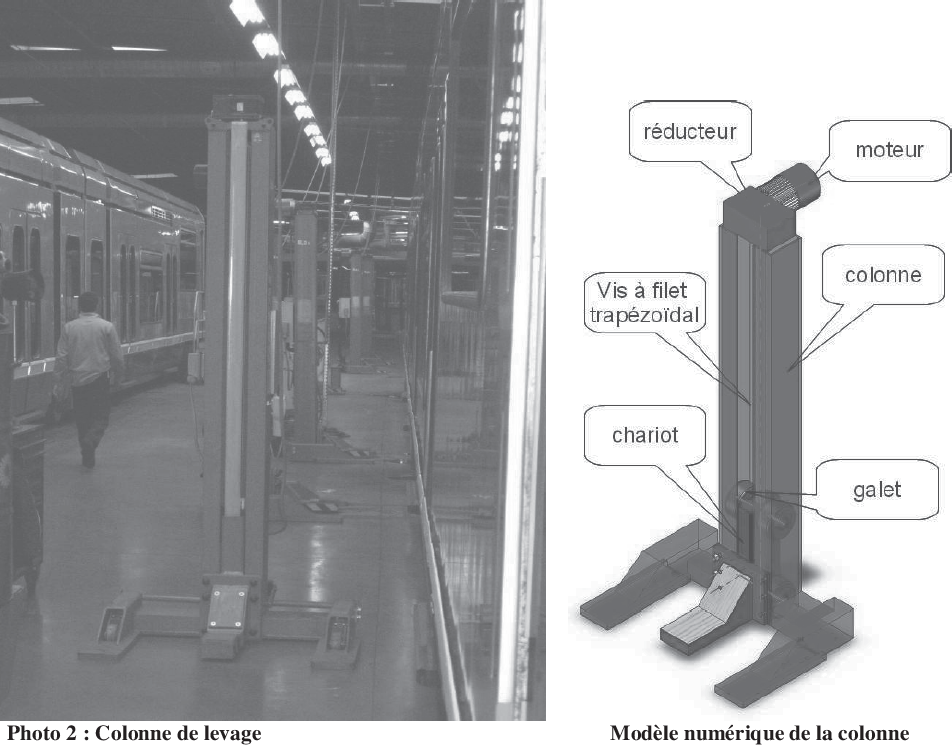 réducteur
moteur
Vis à filet
trapézoïdal
colonne
chariot
galet
Photo 2 : Colonne de levage
Modèle numérique de la colonne